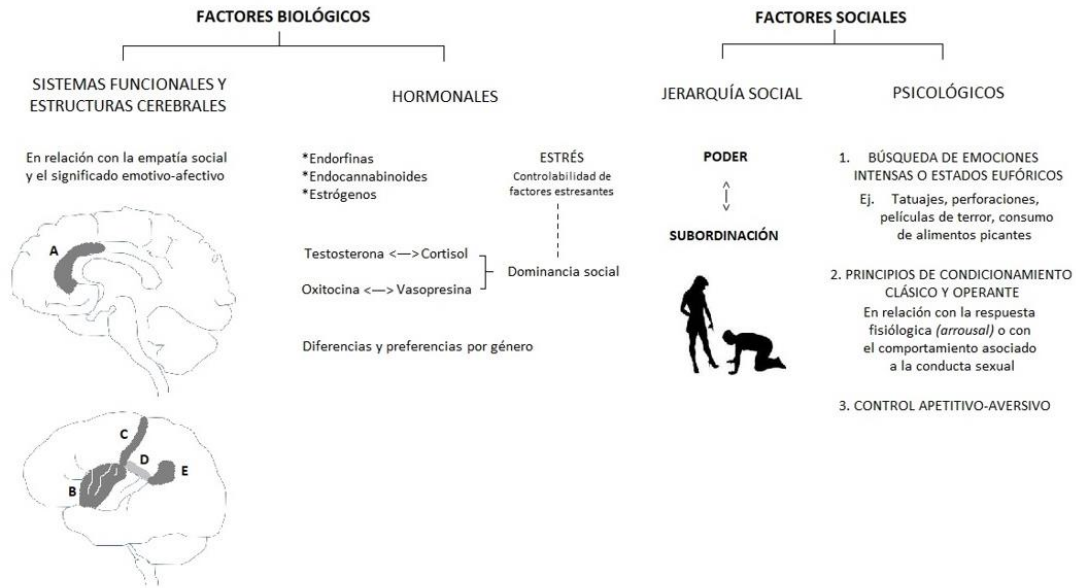 FACTORES BIOLÓGICOS
SISTEMAS FUNCIONALES Y
ESTRUCTURAS CEREBRALES
En relación con la empatía social
y el significado emotivo-afectivo
A
B
C
D
E
HORMONALES
*Endorfinas
*Endocannabinoides
*Estrógenos
ESTRÉS
Controlabilidad de
factores estresantes
Testosterona <—> Cortisol
Oxitocina <—> Vasopresina
Dominancia social
Diferencias y preferencias por género
FACTORES SOCIALES
JERARQUÍA SOCIAL
PODER
<—>
SUBORDINACIÓN
PSICOLÓGICOS
1. BÚSQUEDA DE EMOCIONES
INTENSAS O ESTADOS EUFÓRICOS
Ej. Tatuajes, perforaciones,
películas de terror, consumo
de alimentos picantes
2. PRINCIPIOS DE CONDICIONAMIENTO
CLÁSICO Y OPERANTE
En relación con la respuesta
fisiólogica (arrousal) o con
el comportamiento asociado
a la conducta sexual
3. CONTROL APETITIVO-AVERSIVO